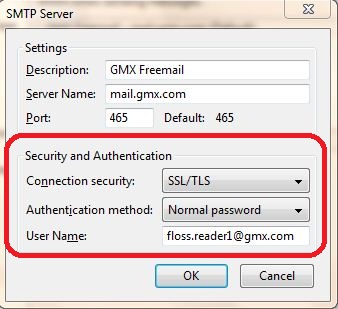 SMTP Server
Settings
Description: GMX Freemail
Server Name: mail.gmx.com
Port: 465 Default: 465
Security and Authentication
Connection security: SSL/TLS
Authentication method: Normal password
User Name: floss.reader1@gmx.com
OK Cancel